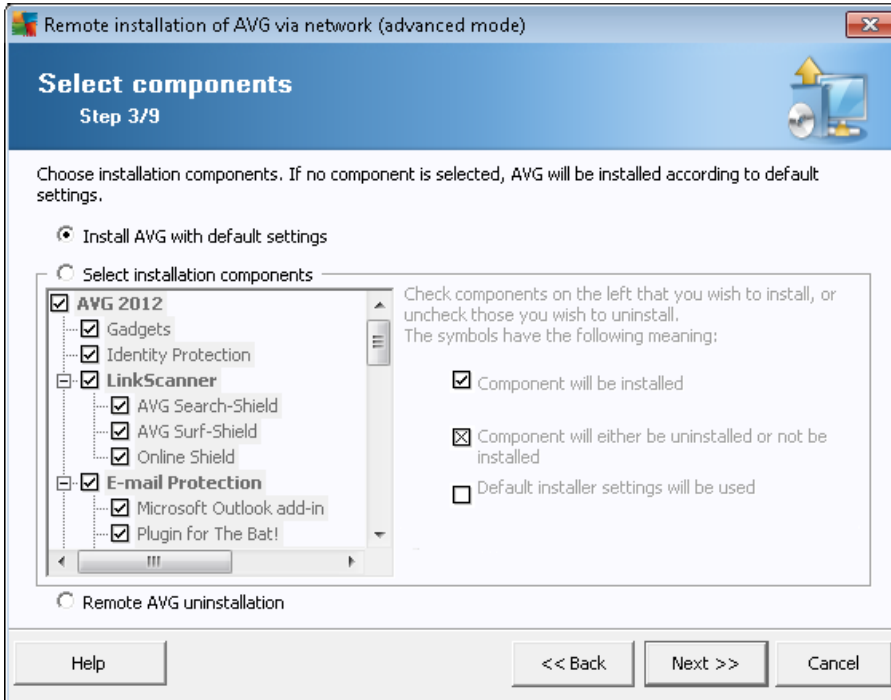 Remote installation of AVG via network (advanced mode)
Select components
Step 3/9
Choose installation components. If no component is selected, AVG will be installed according to default
settings.
Install AVG with default settings
Select installation components
AVG 2012
Gadgets
Identity Protection
LinkScanner
AVG Search-Shield
AVG Surf-Shield
Online Shield
E-mail Protection
Microsoft Outlook add-in
Plugin for The Bat!
Check components on the left that you wish to install, or
uncheck those you wish to uninstall.
The symbols have the following meaning:
Component will be installed
Component will either be uninstalled or not be
installed
Default installer settings will be used
Remote AVG uninstallation
Help
<< Back
Next >>
Cancel